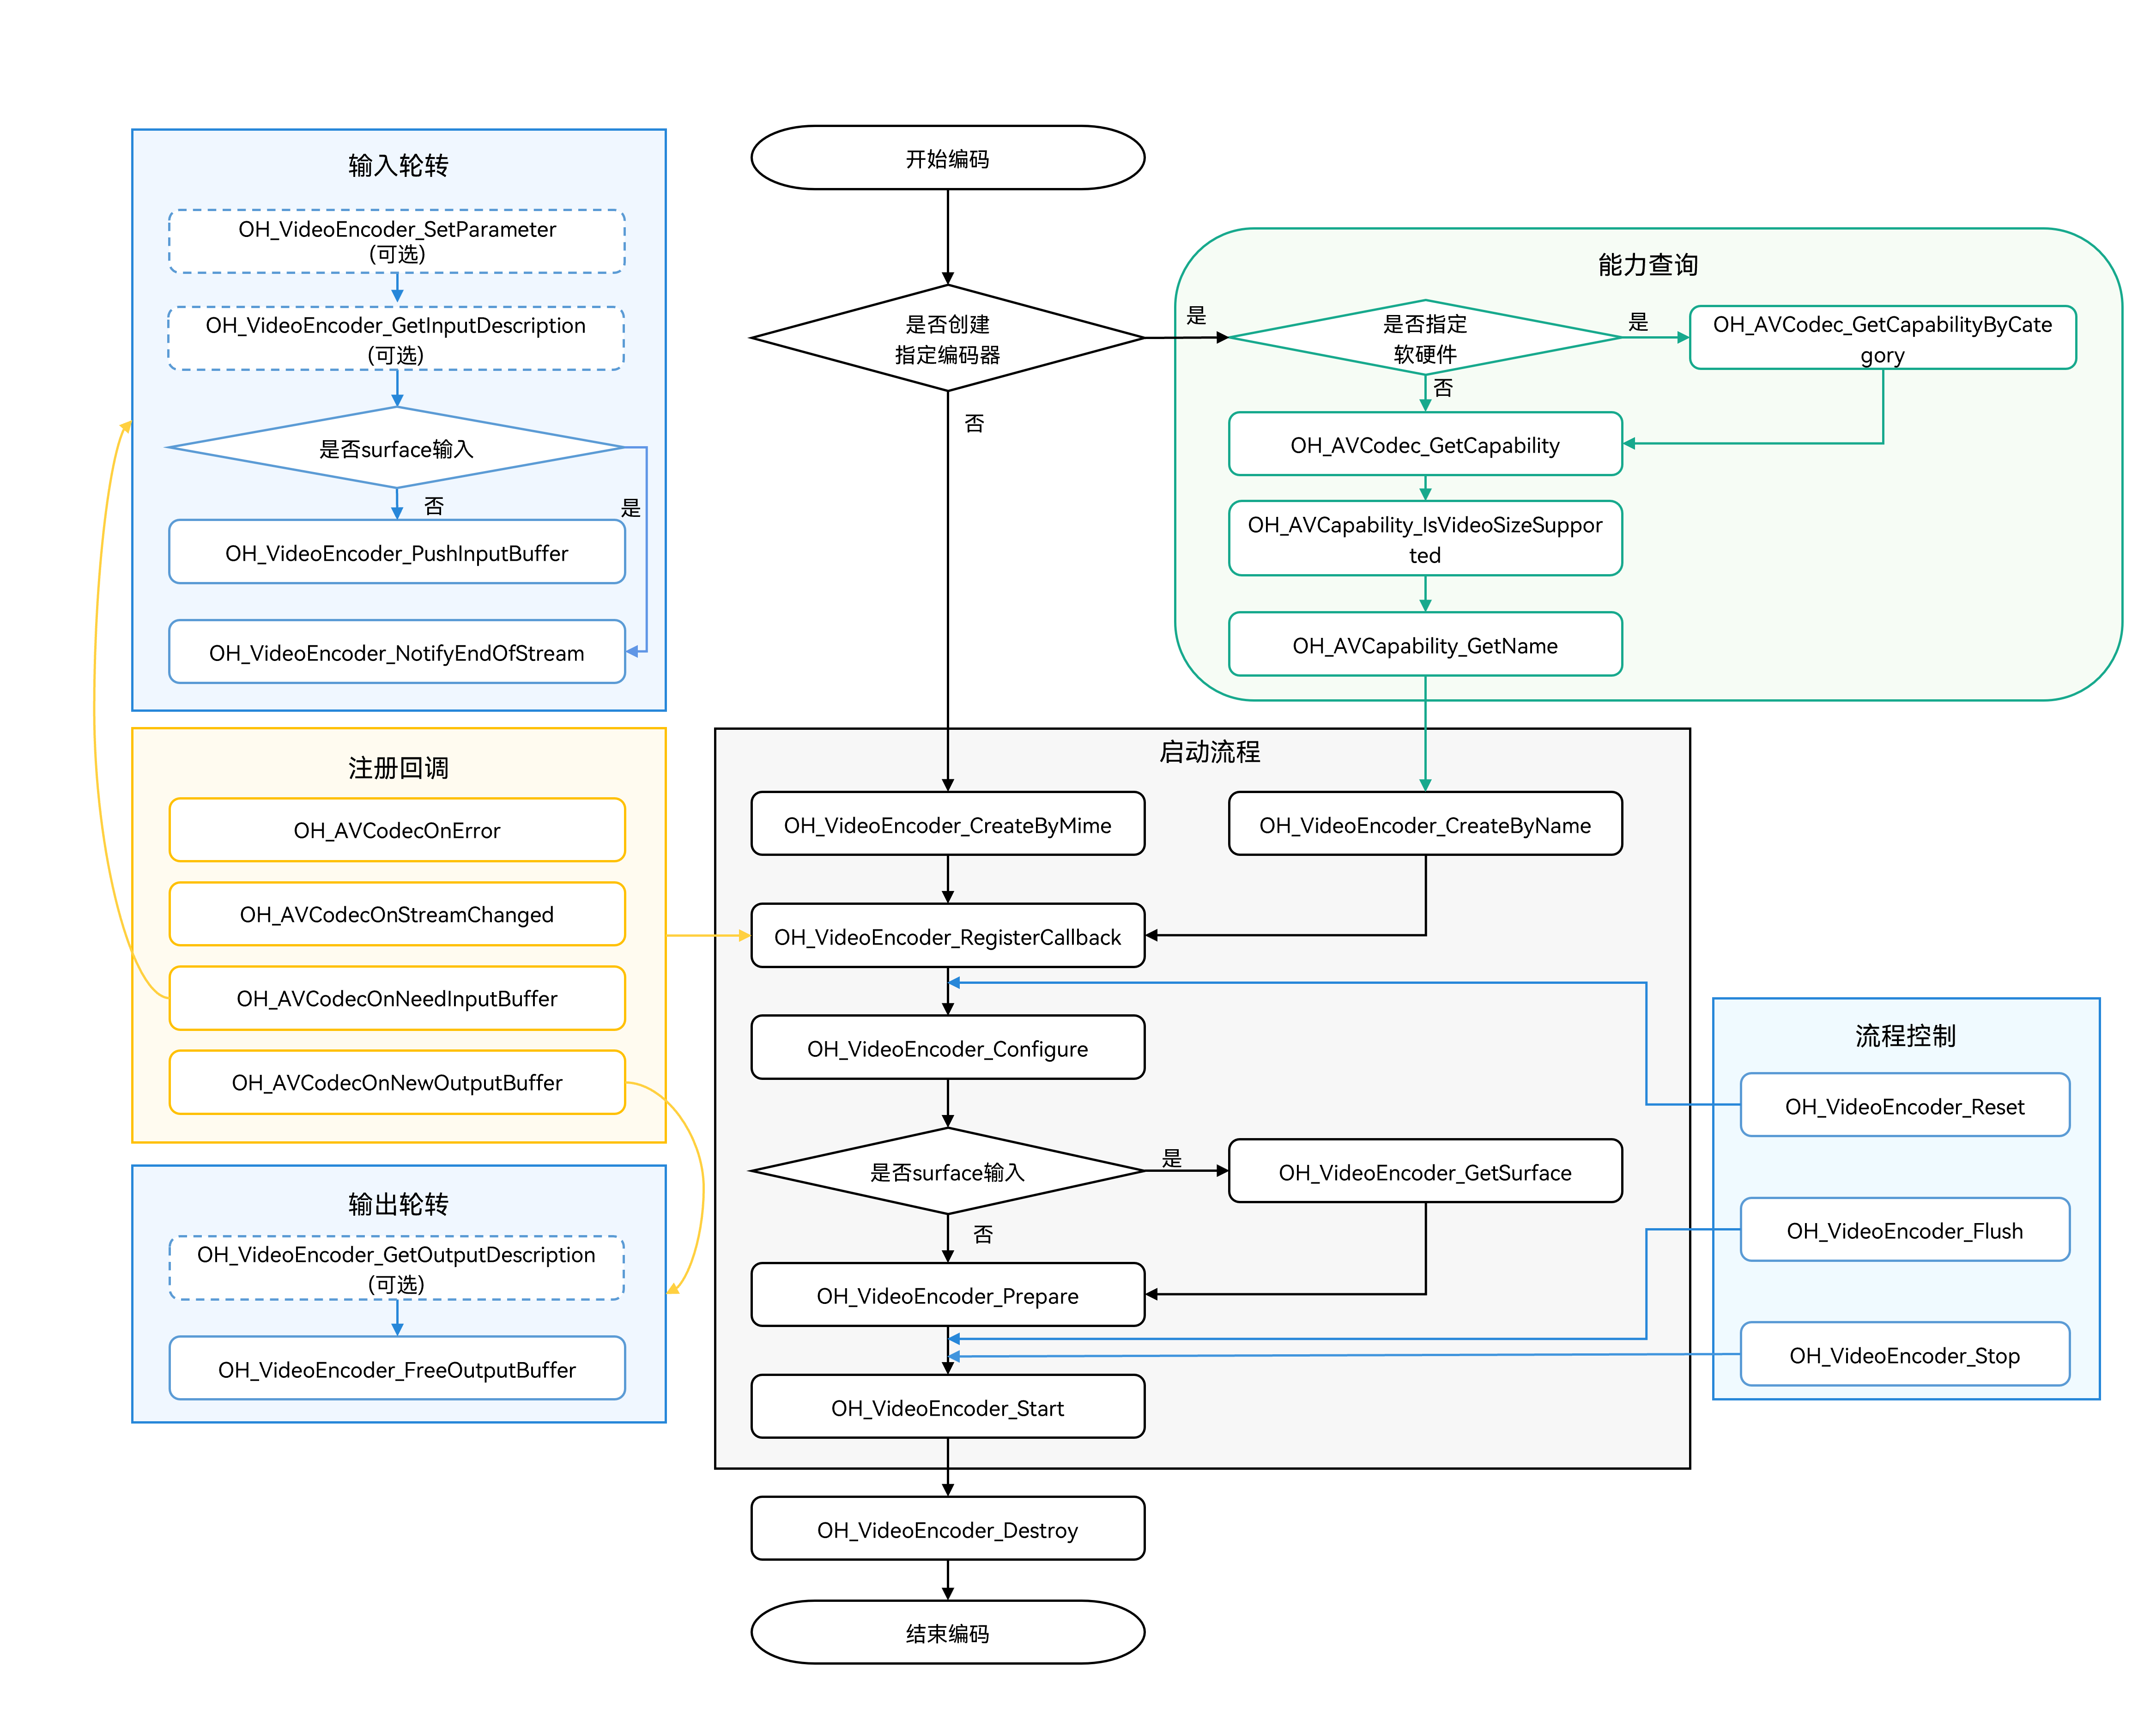 开始编码
是否创建
指定编码器
是
否
能力查询
是否指定
软硬件
是
OH_AVCodec_GetCapabilityByCate
gory
否
OH_AVCodec_GetCapability
OH_AVCapability_IsVideoSizeSuppor
ted
OH_AVCapability_GetName
输入轮转
OH_VideoEncoder_SetParameter
(可选)
OH_VideoEncoder_GetInputDescription
(可选)
是否surface输入
否
是
OH_VideoEncoder_PushInputBuffer
OH_VideoEncoder_NotifyEndOfStream
注册回调
OH_AVCodecOnError
OH_AVCodecOnStreamChanged
OH_AVCodecOnNeedInputBuffer
OH_AVCodecOnNewOutputBuffer
输出轮转
OH_VideoEncoder_GetOutputDescription
(可选)
OH_VideoEncoder_FreeOutputBuffer
启动流程
OH_VideoEncoder_CreateByMime
OH_VideoEncoder_CreateByName
OH_VideoEncoder_RegisterCallback
OH_VideoEncoder_Configure
是否surface输入
是
OH_VideoEncoder_GetSurface
否
OH_VideoEncoder_Prepare
OH_VideoEncoder_Start
流程控制
OH_VideoEncoder_Reset
OH_VideoEncoder_Flush
OH_VideoEncoder_Stop
OH_VideoEncoder_Destroy
结束编码